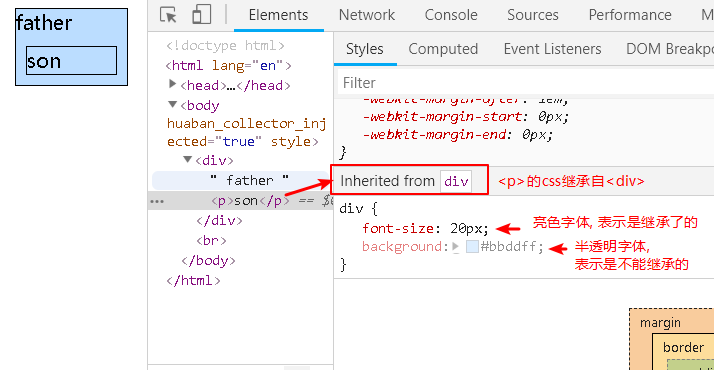 father
son
Elements
Network
Console
Sources
Performance
<!doctype html>
<html lang="en">
<head>…</head>
<body
huaban_collector_inj
ected="true" style>
<div>
" father "
<p>son</p> ==
</div>
<br>
</body>
</html>
Styles
Computed
Event Listeners
DOM Breakpo
Filter
-webkit-margin-after: 1em;
-webkit-margin-start: 0px;
-webkit-margin-end: 0px;
}
Inherited from div
<p>的css继承自<div>
div {
font-size: 20px;
亮色字体, 表示是继承了的
background: #bbddff;
半透明字体,
表示是不能继承的
}
margin
border